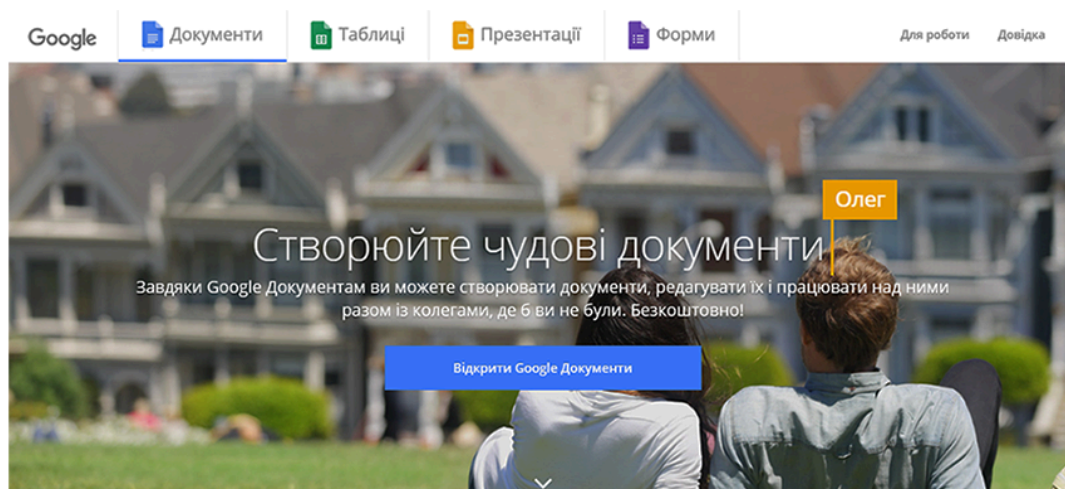 Google Документи Таблиці Презентації Форми Для роботи Довідка
Олег
Створюйте чудові документи
Завдяки Google Документам ви можете створювати документи, редагувати їх і працювати над ними
разом із колегами, де б ви не були. Безкоштовно!
Відкрити Google Документи